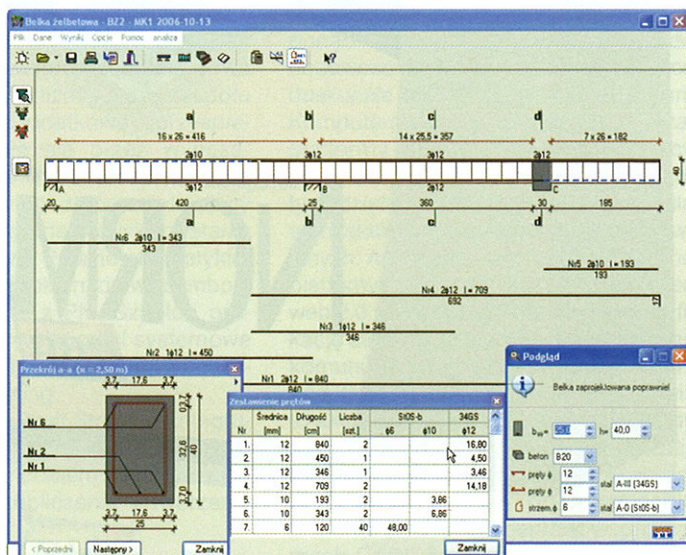 Belka żelbetowa - BZ2 - MK1 2006-10-13
Plik Dane Wyniki Opcje Pomoc analiza
a b c d
16 x 26 = 416 14 x 25,5 = 357 7 x 26 = 182
2ϕ10 3ϕ12 3ϕ12 2ϕ12
40
A B C
3ϕ12 2ϕ12
20 420 25 360 30 185
a b c d
Nr6 2ϕ10 l = 343
343
Nr5 2ϕ10 l = 193
193
Nr4 2ϕ12 l = 709
692 17
Nr3 1ϕ12 l = 346
346
Nr2 1ϕ12 l = 450
Nr1 2ϕ12 l = 840
840
Przekrój a-a (x = 2,50 m)
3,7 17,6 3,7
Nr 6
Nr 2
Nr 1
32,6
40
3,7 17,6 3,7
25
< Poprzedni Następny > Zamknij
Zestawienie prętów
Średnica Długość Liczba St0S-b 34GS
Nr [mm] [cm] [szt.] ϕ6 ϕ10 ϕ12
1. 12 840 2 16,80
2. 12 450 1 4,50
3. 12 346 1 3,46
4. 12 709 2 14,18
5. 10 193 2 3,86
6. 10 343 2 6,86
7. 6 120 40 48,00
Zamknij
Podgląd
Belka zaprojektowana poprawnie!
25,0 h= 40,0
beton B20
pręty ϕ 12
pręty ϕ 12
stal A-III (34GS)
strzem.ϕ 6 stal A-0 (St0S-b)